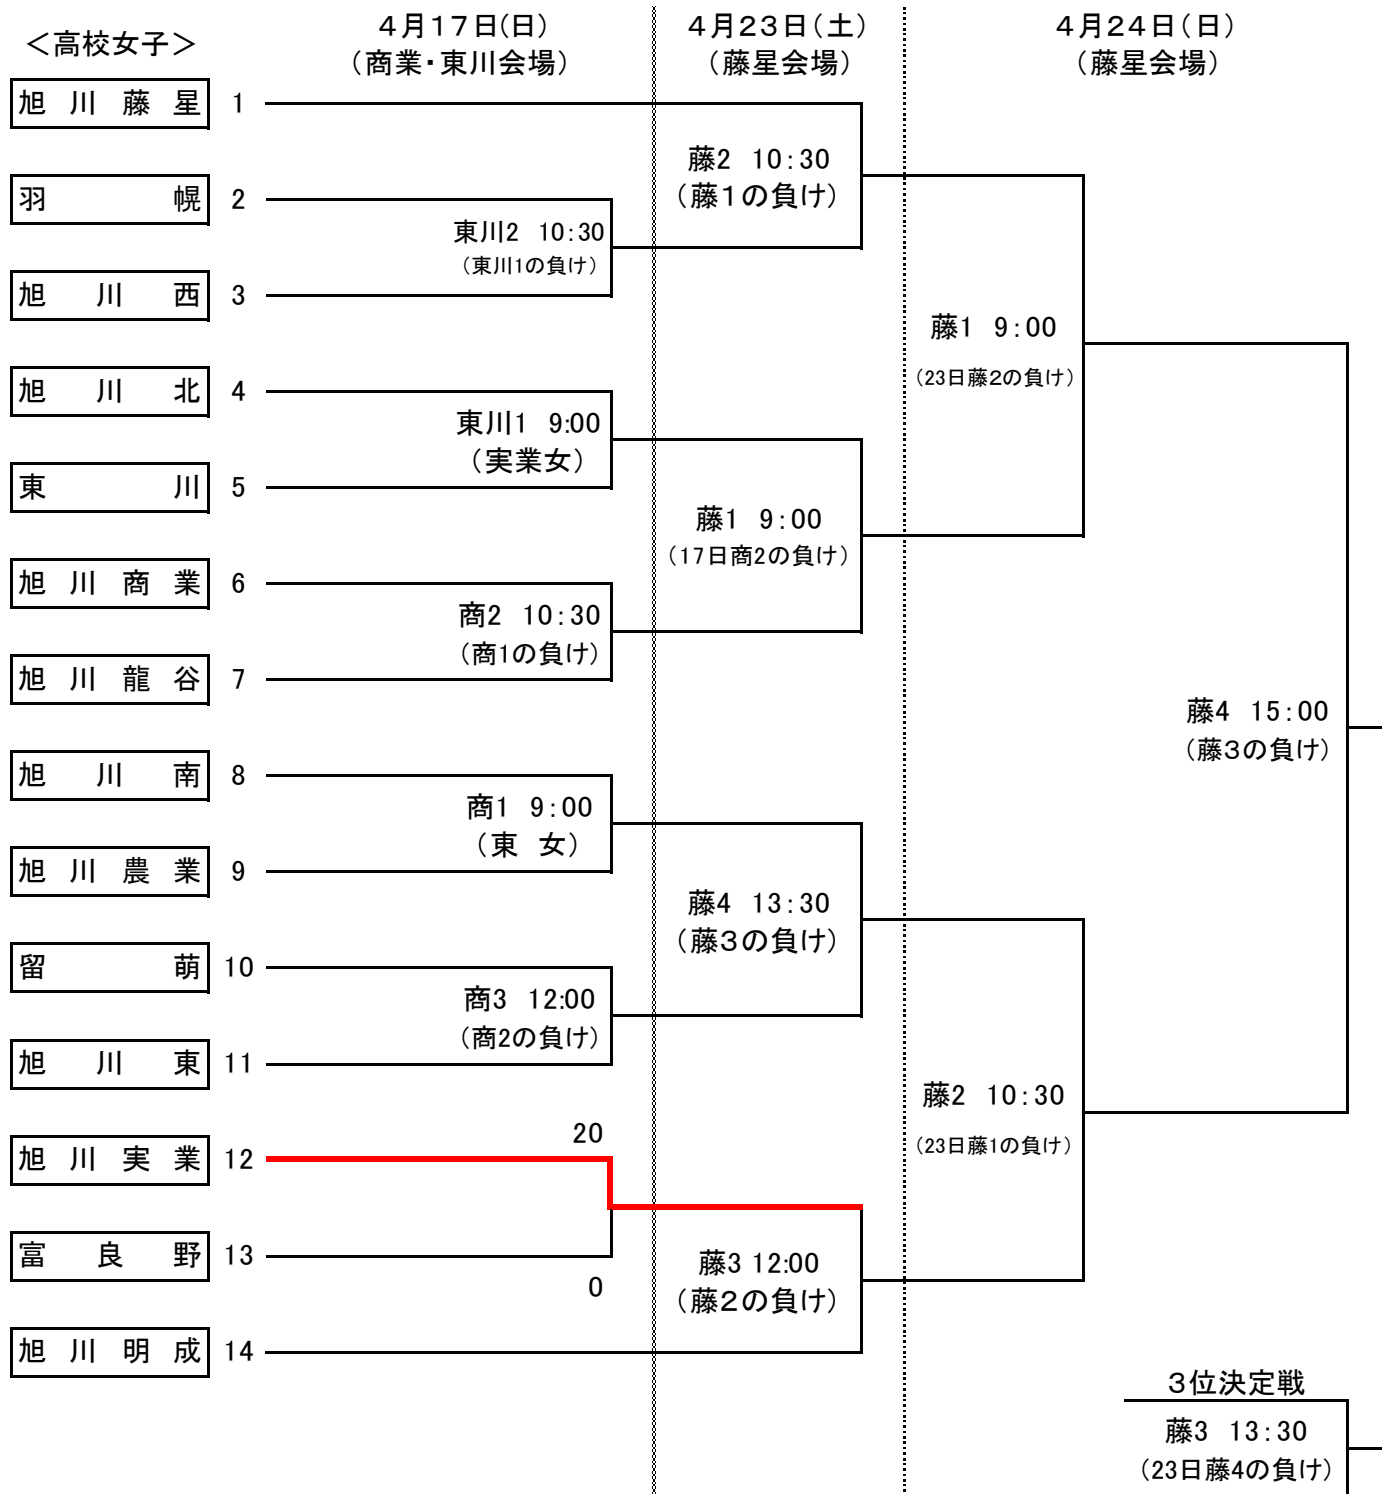 <高校女子>
4月17日(日)
(商業・東川会場)
4月23日(土)
(藤星会場)
4月24日(日)
(藤星会場)
旭川藤星 1
藤2 10:30
(藤1の負け)
羽幌 2
東川2 10:30
(東川1の負け)
旭川西 3
藤1 9:00
(23日藤2の負け)
旭川北 4
東川1 9:00
(実業女)
東川 5
藤1 9:00
(17日商2の負け)
旭川商業 6
商2 10:30
(商1の負け)
旭川龍谷 7
藤4 15:00
(藤3の負け)
旭川南 8
商1 9:00
(東 女)
旭川農業 9
藤4 13:30
(藤3の負け)
留萌 10
商3 12:00
(商2の負け)
旭川東 11
藤2 10:30
(23日藤1の負け)
20
旭川実業 12
富良野 13
藤3 12:00
(藤2の負け)
0
旭川明成 14
3位決定戦
藤3 13:30
(23日藤4の負け)